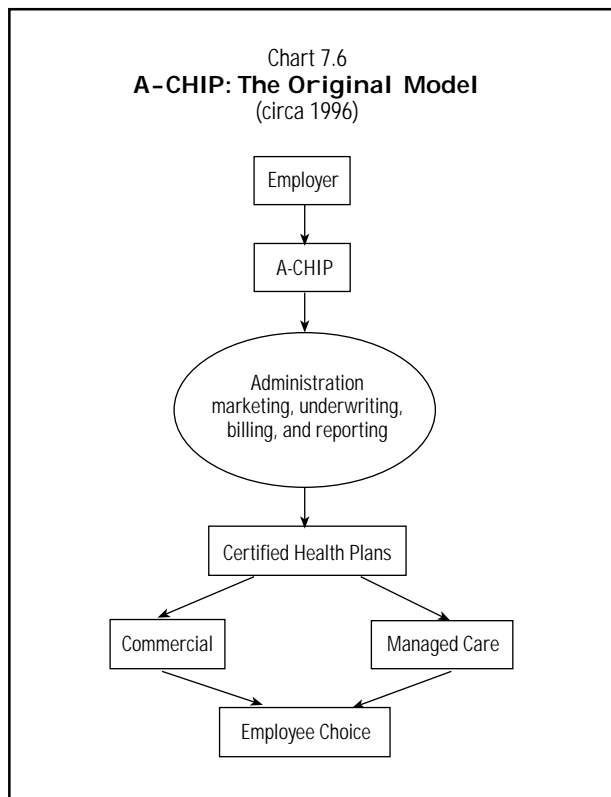 Chart 7.6
A-CHIP: The Original Model
(circa 1996)
Employer
A-CHIP
Administration
marketing, underwriting,
billing, and reporting
Certified Health Plans
Commercial
Managed Care
Employee Choice